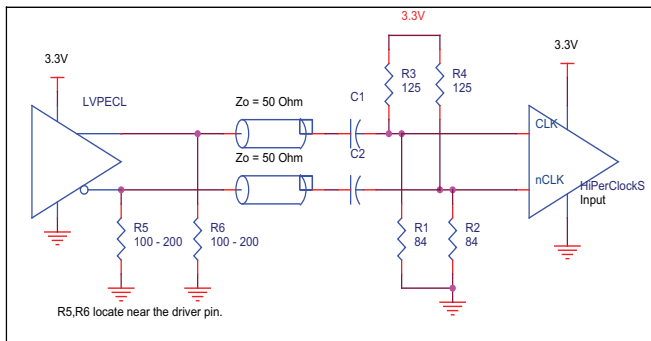 3.3V
3.3V
3.3V
LVPECL
R3
125
R4
125
Zo = 50 Ohm
C1
CLK
Zo = 50 Ohm
C2
nCLK
HiPerClockS
Input
R5
100 - 200
R6
100 - 200
R1
84
R2
84
R5,R6 locate near the driver pin.